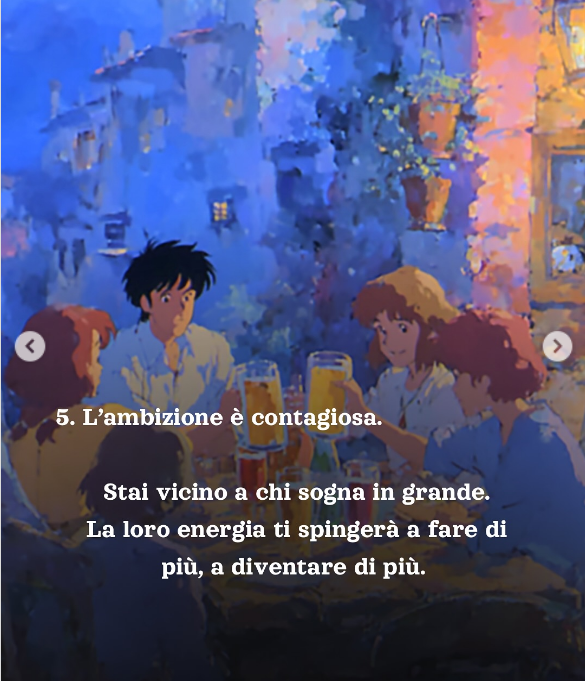 5. L’ambizione è contagiosa.
Stai vicino a chi sogna in grande.
La loro energia ti spingerà a fare di
più, a diventare di più.